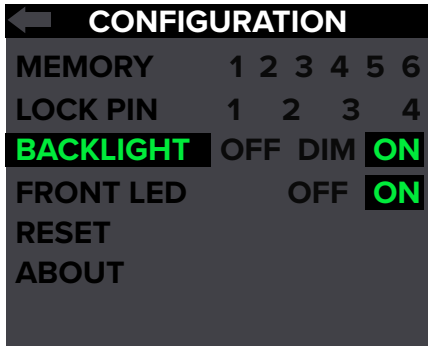 CONFIGURATION
MEMORY 1 2 3 4 5 6
LOCK PIN 1 2 3 4
BACKLIGHT OFF DIM ON
FRONT LED OFF ON
RESET
ABOUT